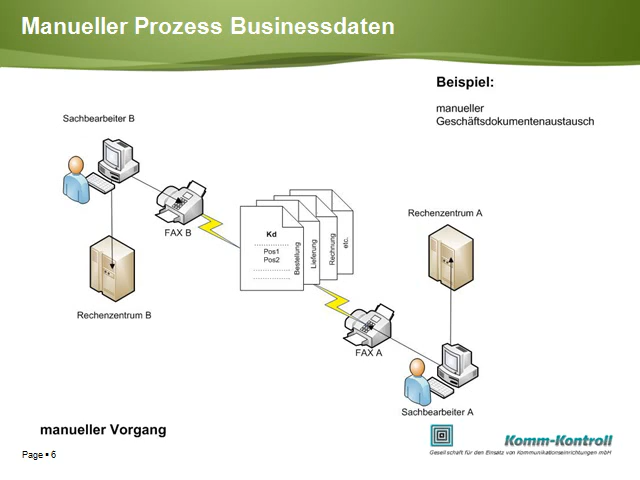 Manueller Prozess Businessdaten
Beispiel:
manueller
Geschäftsdokumentenaustausch
Sachbearbeiter B
FAX B
Rechenzentrum B
Kd
Pos1
Pos2
Bestellung
Lieferung
Rechnung
etc.
Rechenzentrum A
FAX A
Sachbearbeiter A
manueller Vorgang
Page ▪ 6
Komm-Kontroll
Gesellschaft für den Einsatz von Kommunikationseinrichtungen mbH